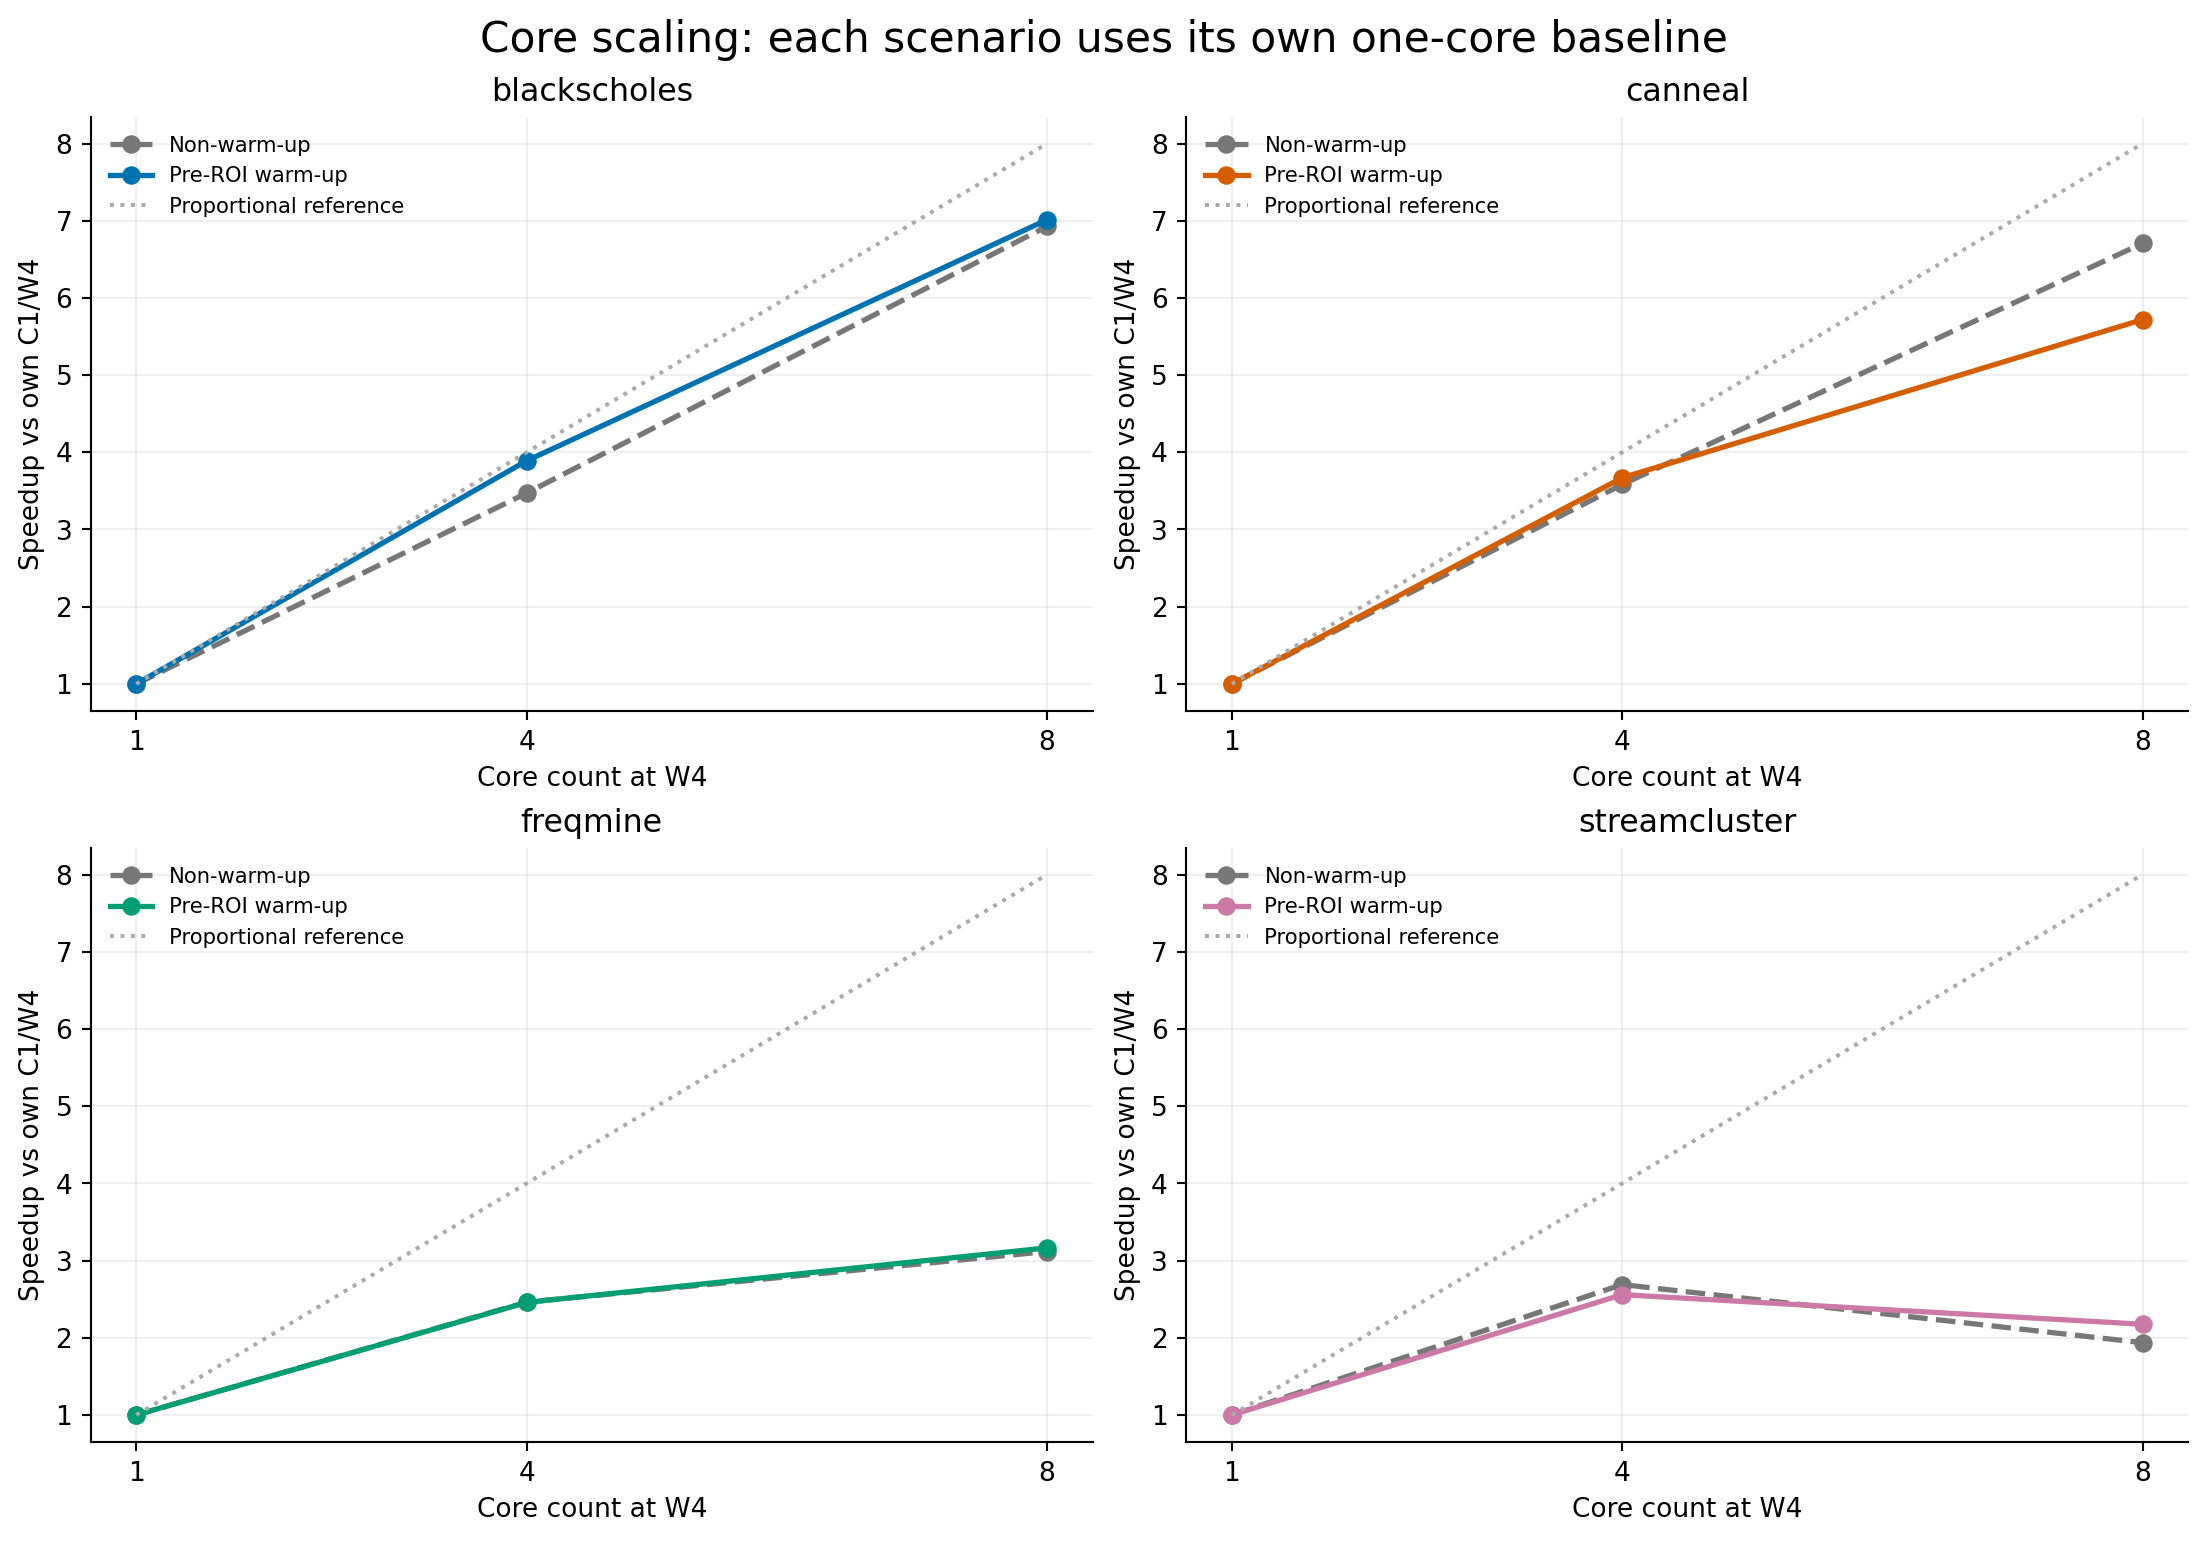 Core scaling: each scenario uses its own one-core baseline
blackscholes
Non-warm-up
Pre-ROI warm-up
Proportional reference
8
7
6
5
4
3
2
1
Speedup vs own C1/W4
1 4 8
Core count at W4
canneal
Non-warm-up
Pre-ROI warm-up
Proportional reference
8
7
6
5
4
3
2
1
Speedup vs own C1/W4
1 4 8
Core count at W4
freqmine
Non-warm-up
Pre-ROI warm-up
Proportional reference
8
7
6
5
4
3
2
1
Speedup vs own C1/W4
1 4 8
Core count at W4
streamcluster
Non-warm-up
Pre-ROI warm-up
Proportional reference
8
7
6
5
4
3
2
1
Speedup vs own C1/W4
1 4 8
Core count at W4